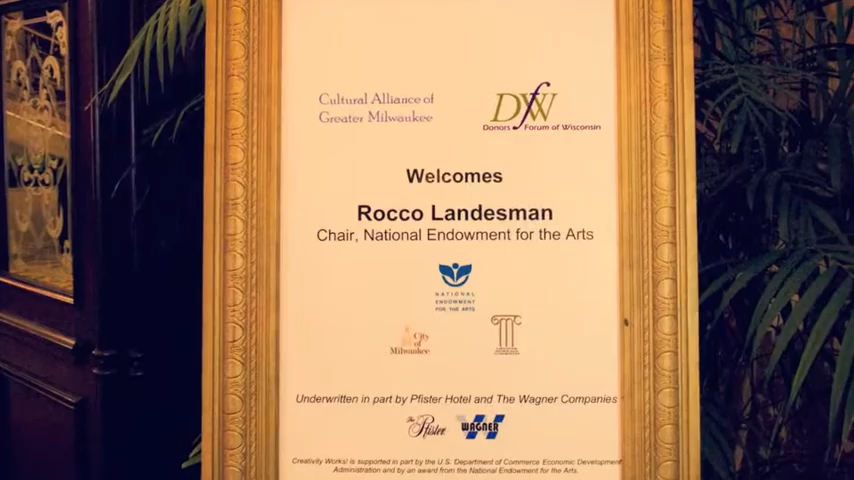 Cultural Alliance of
Greater Milwaukee
DfW
Donors Forum of Wisconsin
Welcomes
Rocco Landesman
Chair, National Endowment for the Arts
NATIONAL
ENDOWMENT
FOR THE ARTS
City
of
Milwaukee
Underwritten in part by Pfister Hotel and The Wagner Companies
The Pfister
WAGNER
Creativity Works! is supported in part by the U.S. Department of Commerce Economic Development
Administration and by an award from the National Endowment for the Arts.